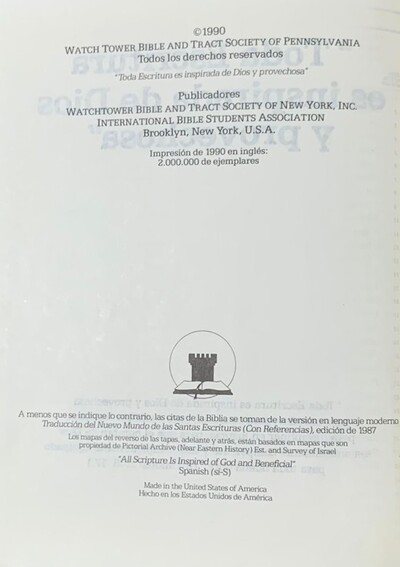 ©1990
WATCH TOWER BIBLE AND TRACT SOCIETY OF PENNSYLVANIA
Todos los derechos reservados
"Toda Escritura es inspirada de Dios y provechosa"
Publicadores
WATCHTOWER BIBLE AND TRACT SOCIETY OF NEW YORK, INC.
INTERNATIONAL BIBLE STUDENTS ASSOCIATION
Brooklyn, New York, U.S.A.
Impresión de 1990 en inglés:
2.000.000 de ejemplares
A menos que se indique lo contrario, las citas de la Biblia se toman de la versión en lenguaje moderno
Traducción del Nuevo Mundo de las Santas Escrituras (Con Referencias), edición de 1987
Los mapas del reverso de las tapas, adelante y atrás, están basados en mapas que son
propiedad de Pictorial Archive (Near Eastern History) Est. and Survey of Israel
"All Scripture Is Inspired of God and Beneficial"
Spanish (si-S)
Made in the United States of America
Hecho en los Estados Unidos de América